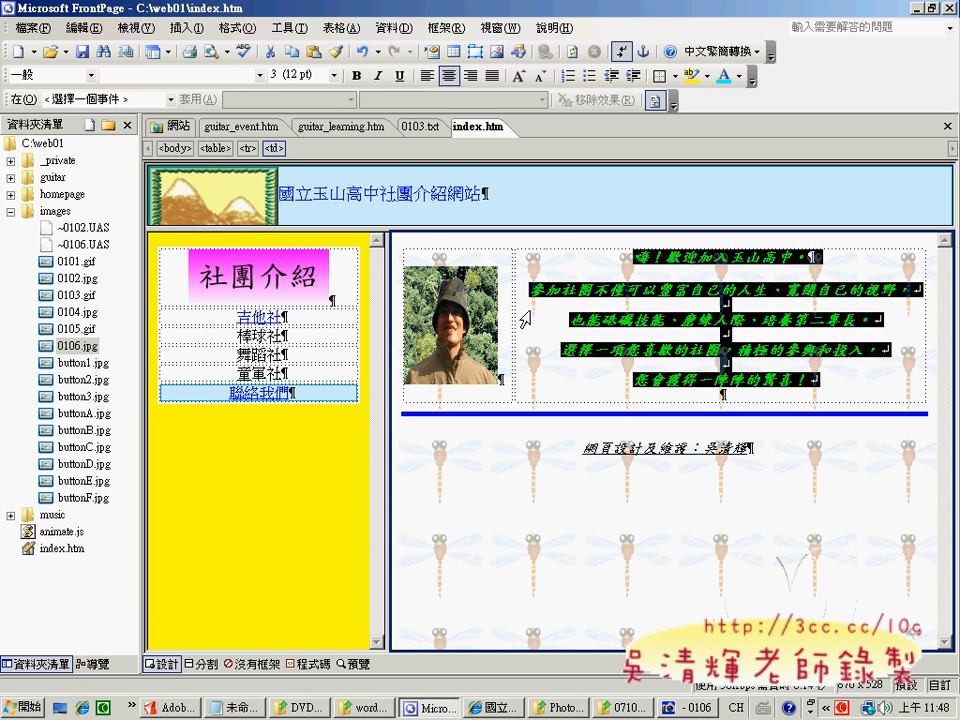 Microsoft FrontPage - C:\web01\index.htm
檔案(F) 編輯(E) 檢視(V) 插入(I) 格式(O) 工具(T) 表格(A) 資料(D) 框架(R) 視窗(W) 說明(H) 輸入需要解答的問題
中文繁簡轉換
一般 3 (12 pt) B I U
在(O) <選擇一個事件> 套用(A) 移除效果(R)
資料夾清單 網站 guitar_event.htm guitar_learning.htm 0103.txt index.htm
C:\web01 <body> <table> <tr> <td>
_private
guitar
homepage
images
~0102.UAS
~0106.UAS
0101.gif
0102.jpg
0103.gif
0104.jpg
0105.gif
0106.jpg
button1.jpg
button2.jpg
button3.jpg
buttonA.jpg
buttonB.jpg
buttonC.jpg
buttonD.jpg
buttonE.jpg
buttonF.jpg
music
animate.js
index.htm
國立玉山高中社團介紹網站
社團介紹
吉他社
棒球社
舞蹈社
童軍社
聯絡我們
嗨！歡迎加入玉山高中。
參加社團不僅可以豐富自己的人生、寬闊自己的視野，
也能砥礪技能、磨練人際、培養第二專長。
選擇一項您喜歡的社團，積極的參與和投入，
您會獲得一陣陣的驚喜！
網頁設計及維護：吳清輝
http://3cc.cc/10g
吳清輝老師錄製
資料夾清單 導覽 設計 分割 沒有框架 程式碼 預覽
670 x 528 預設 自訂
開始 Adob... 未命... DVD... word... Micro... 國立... Photo... 0710... - 0106 CH 上午 11:48